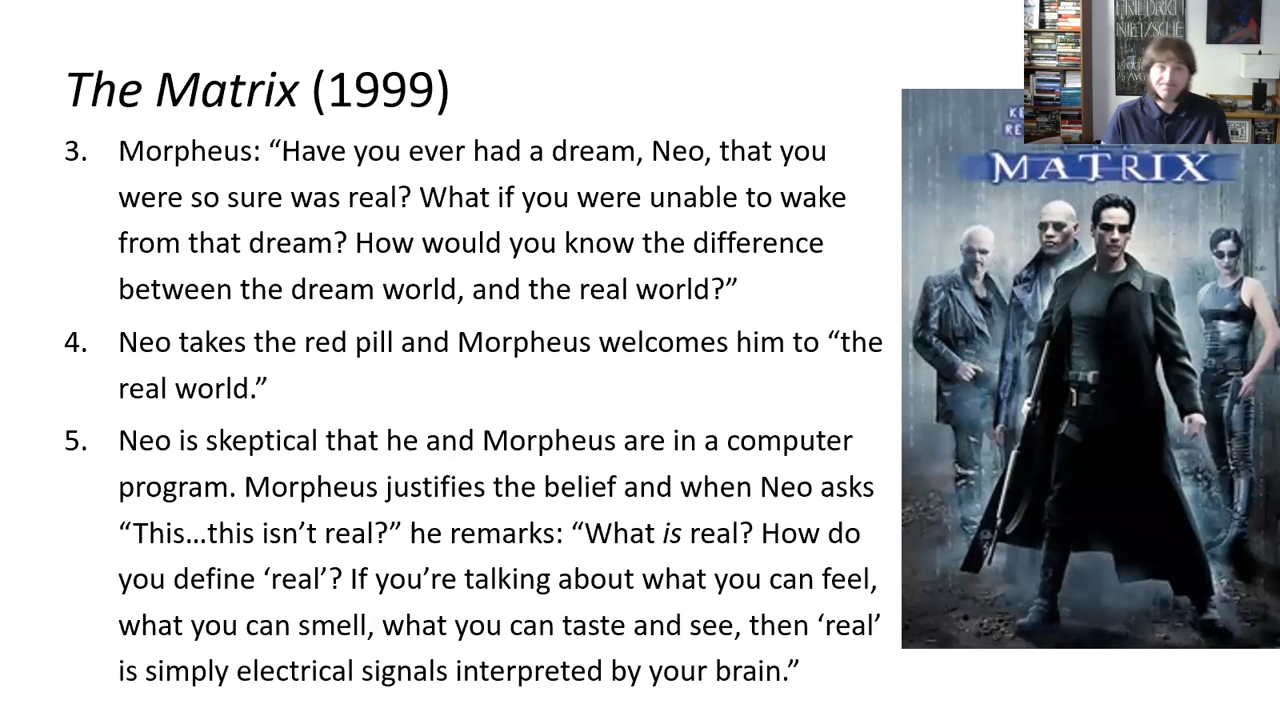 FRIEDRICH
NIETZSCHE
The Matrix (1999)
3. Morpheus: “Have you ever had a dream, Neo, that you
were so sure was real? What if you were unable to wake
from that dream? How would you know the difference
between the dream world, and the real world?”
4. Neo takes the red pill and Morpheus welcomes him to “the
real world.”
5. Neo is skeptical that he and Morpheus are in a computer
program. Morpheus justifies the belief and when Neo asks
“This…this isn’t real?” he remarks: “What is real? How do
you define ‘real’? If you’re talking about what you can feel,
what you can smell, what you can taste and see, then ‘real’
is simply electrical signals interpreted by your brain.”
KE
RE
MATRIX